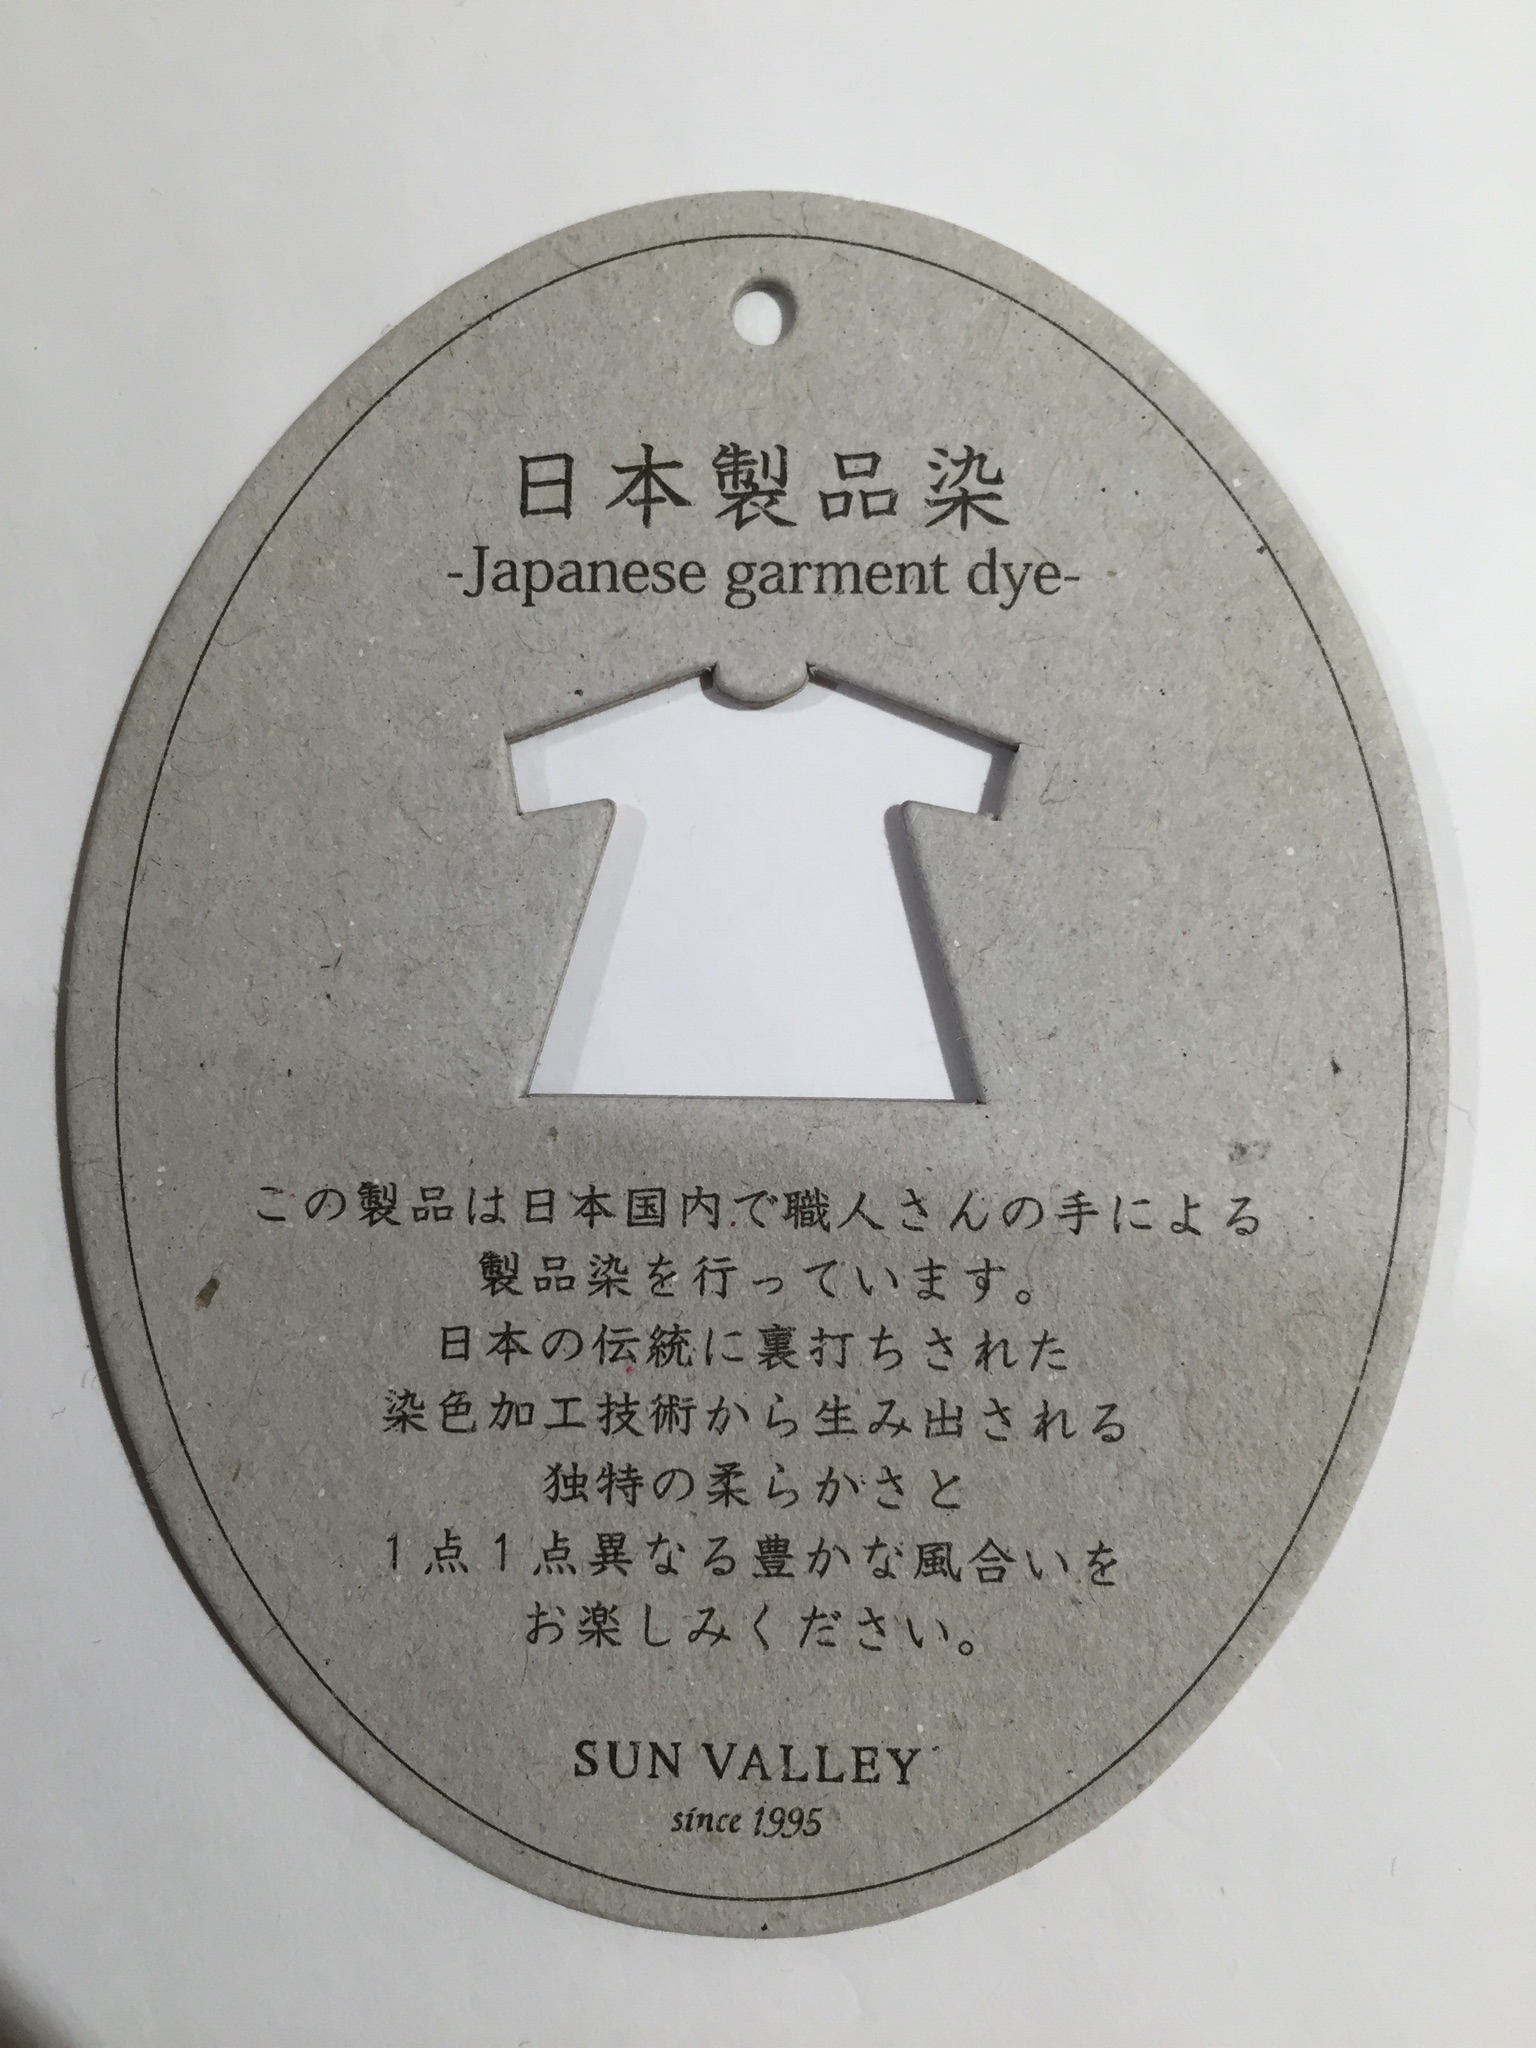 日本製品染
-Japanese garment dye-
この製品は日本国内で職人さんの手による
製品染を行っています。
日本の伝統に裏打ちされた
染色加工技術から生み出される
独特の柔らかさと
1点1点異なる豊かな風合いを
お楽しみください。
SUN VALLEY
since 1995